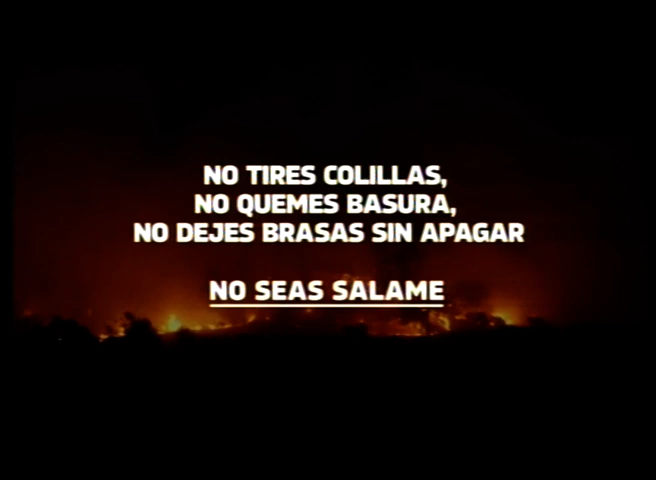 NO TIRES COLILLAS,
NO QUEMES BASURA,
NO DEJES BRASAS SIN APAGAR
NO SEAS SALAME